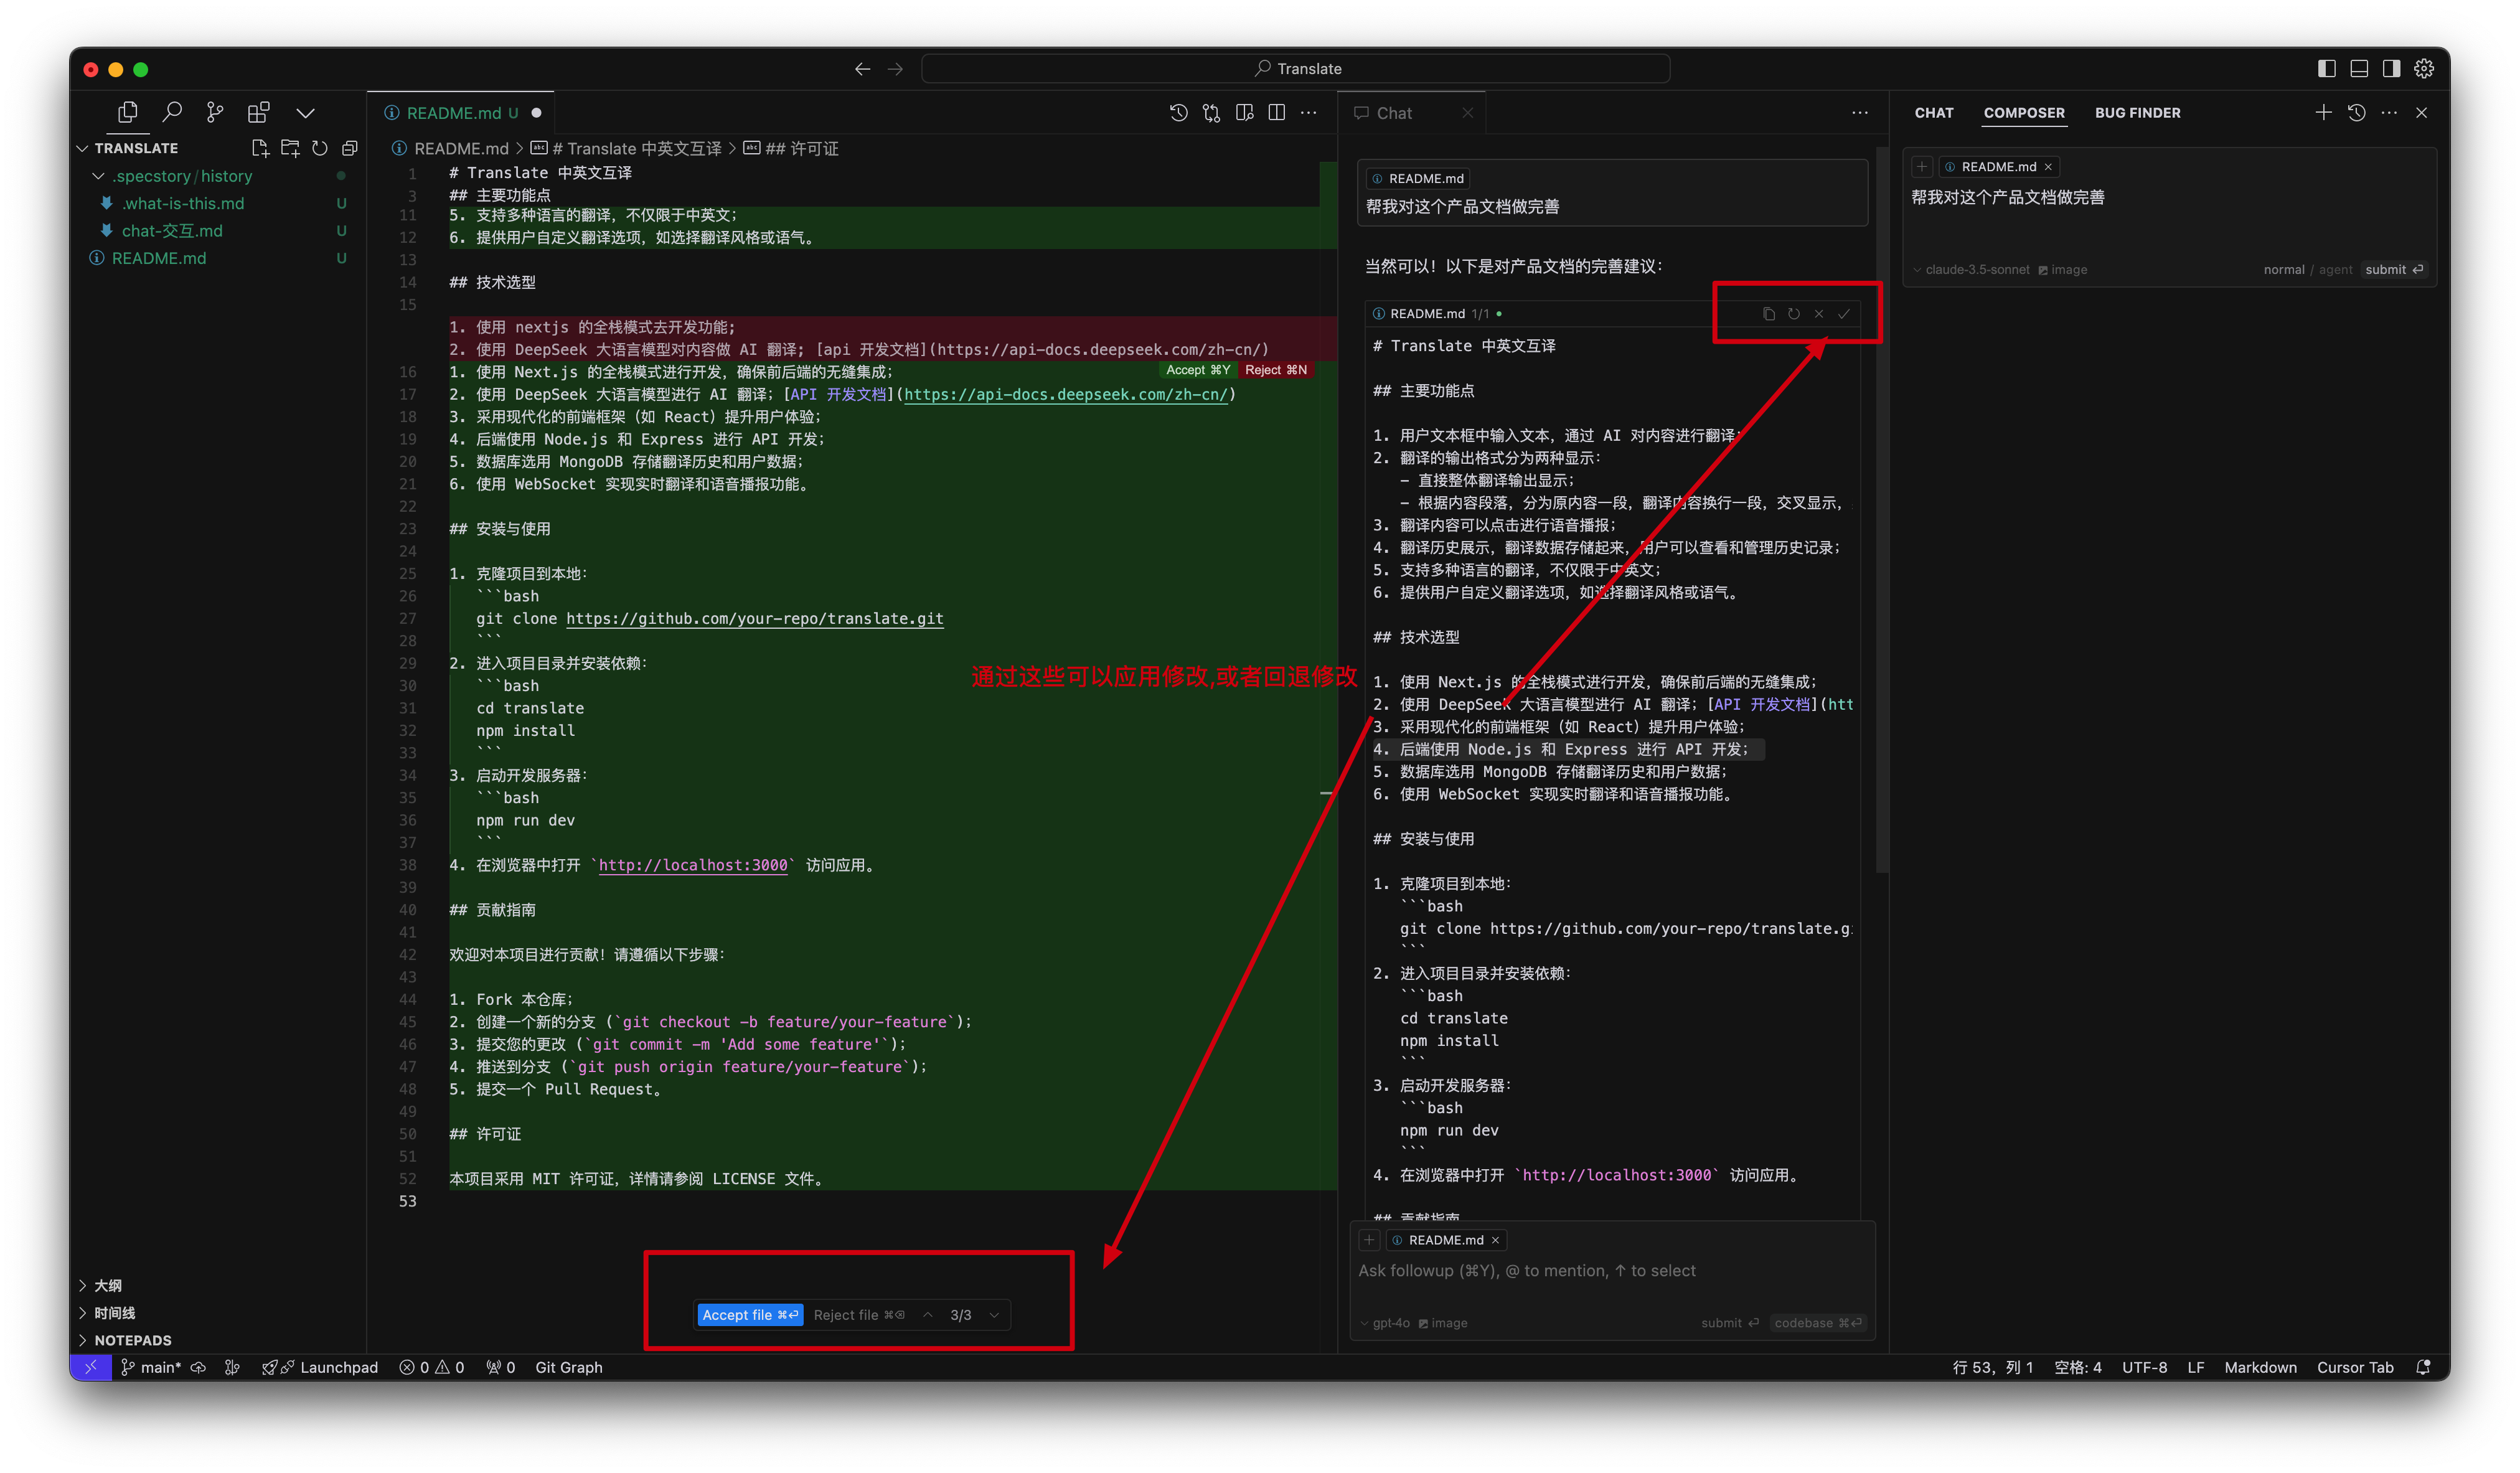 Translate
TRANSLATE
.specstory / history
.what-is-this.md U
chat-交互.md U
README.md U
大纲
时间线
NOTEPADS
README.md U
README.md > # Translate 中英文互译 > ## 许可证
1 # Translate 中英文互译
3 ## 主要功能点
11 5. 支持多种语言的翻译，不仅限于中英文；
12 6. 提供用户自定义翻译选项，如选择翻译风格或语气。
13
14 ## 技术选型
15
1. 使用 nextjs 的全栈模式去开发功能;
2. 使用 DeepSeek 大语言模型对内容做 AI 翻译; [api 开发文档](https://api-docs.deepseek.com/zh-cn/)
16 1. 使用 Next.js 的全栈模式进行开发，确保前后端的无缝集成；
Accept ⌘Y Reject ⌘N
17 2. 使用 DeepSeek 大语言模型进行 AI 翻译；[API 开发文档](https://api-docs.deepseek.com/zh-cn/)
18 3. 采用现代化的前端框架（如 React）提升用户体验；
19 4. 后端使用 Node.js 和 Express 进行 API 开发；
20 5. 数据库选用 MongoDB 存储翻译历史和用户数据；
21 6. 使用 WebSocket 实现实时翻译和语音播报功能。
22
23 ## 安装与使用
24
25 1. 克隆项目到本地：
26 ```bash
27 git clone https://github.com/your-repo/translate.git
28 ```
29 2. 进入项目目录并安装依赖：
30 ```bash
31 cd translate
32 npm install
33 ```
34 3. 启动开发服务器：
35 ```bash
36 npm run dev
37 ```
38 4. 在浏览器中打开 `http://localhost:3000` 访问应用。
39
40 ## 贡献指南
41
42 欢迎对本项目进行贡献！请遵循以下步骤：
43
44 1. Fork 本仓库；
45 2. 创建一个新的分支 (`git checkout -b feature/your-feature`)；
46 3. 提交您的更改 (`git commit -m 'Add some feature'`)；
47 4. 推送到分支 (`git push origin feature/your-feature`)；
48 5. 提交一个 Pull Request。
49
50 ## 许可证
51
52 本项目采用 MIT 许可证，详情请参阅 LICENSE 文件。
53
通过这些可以应用修改,或者回退修改
Accept file ⌘⏎ Reject file ⌘⌫ 3/3
Chat
README.md
帮我对这个产品文档做完善
当然可以！以下是对产品文档的完善建议：
README.md 1/1
# Translate 中英文互译
## 主要功能点
1. 用户文本框中输入文本，通过 AI 对内容进行翻译；
2. 翻译的输出格式分为两种显示：
- 直接整体翻译输出显示；
- 根据内容段落，分为原内容一段，翻译内容换行一段，交叉显示，
3. 翻译内容可以点击进行语音播报；
4. 翻译历史展示，翻译数据存储起来，用户可以查看和管理历史记录；
5. 支持多种语言的翻译，不仅限于中英文；
6. 提供用户自定义翻译选项，如选择翻译风格或语气。
## 技术选型
1. 使用 Next.js 的全栈模式进行开发，确保前后端的无缝集成；
2. 使用 DeepSeek 大语言模型进行 AI 翻译；[API 开发文档](htt
3. 采用现代化的前端框架（如 React）提升用户体验；
4. 后端使用 Node.js 和 Express 进行 API 开发；
5. 数据库选用 MongoDB 存储翻译历史和用户数据；
6. 使用 WebSocket 实现实时翻译和语音播报功能。
## 安装与使用
1. 克隆项目到本地：
```bash
git clone https://github.com/your-repo/translate.g
```
2. 进入项目目录并安装依赖：
```bash
cd translate
npm install
```
3. 启动开发服务器：
```bash
npm run dev
```
4. 在浏览器中打开 `http://localhost:3000` 访问应用。
## 贡献指南
README.md
Ask followup (⌘Y), @ to mention, ↑ to select
gpt-4o image submit ⏎ codebase ⌘⏎
CHAT COMPOSER BUG FINDER
README.md
帮我对这个产品文档做完善
claude-3.5-sonnet image normal / agent submit ⏎
main* Launchpad 0 0 0 Git Graph
行 53，列 1 空格: 4 UTF-8 LF Markdown Cursor Tab